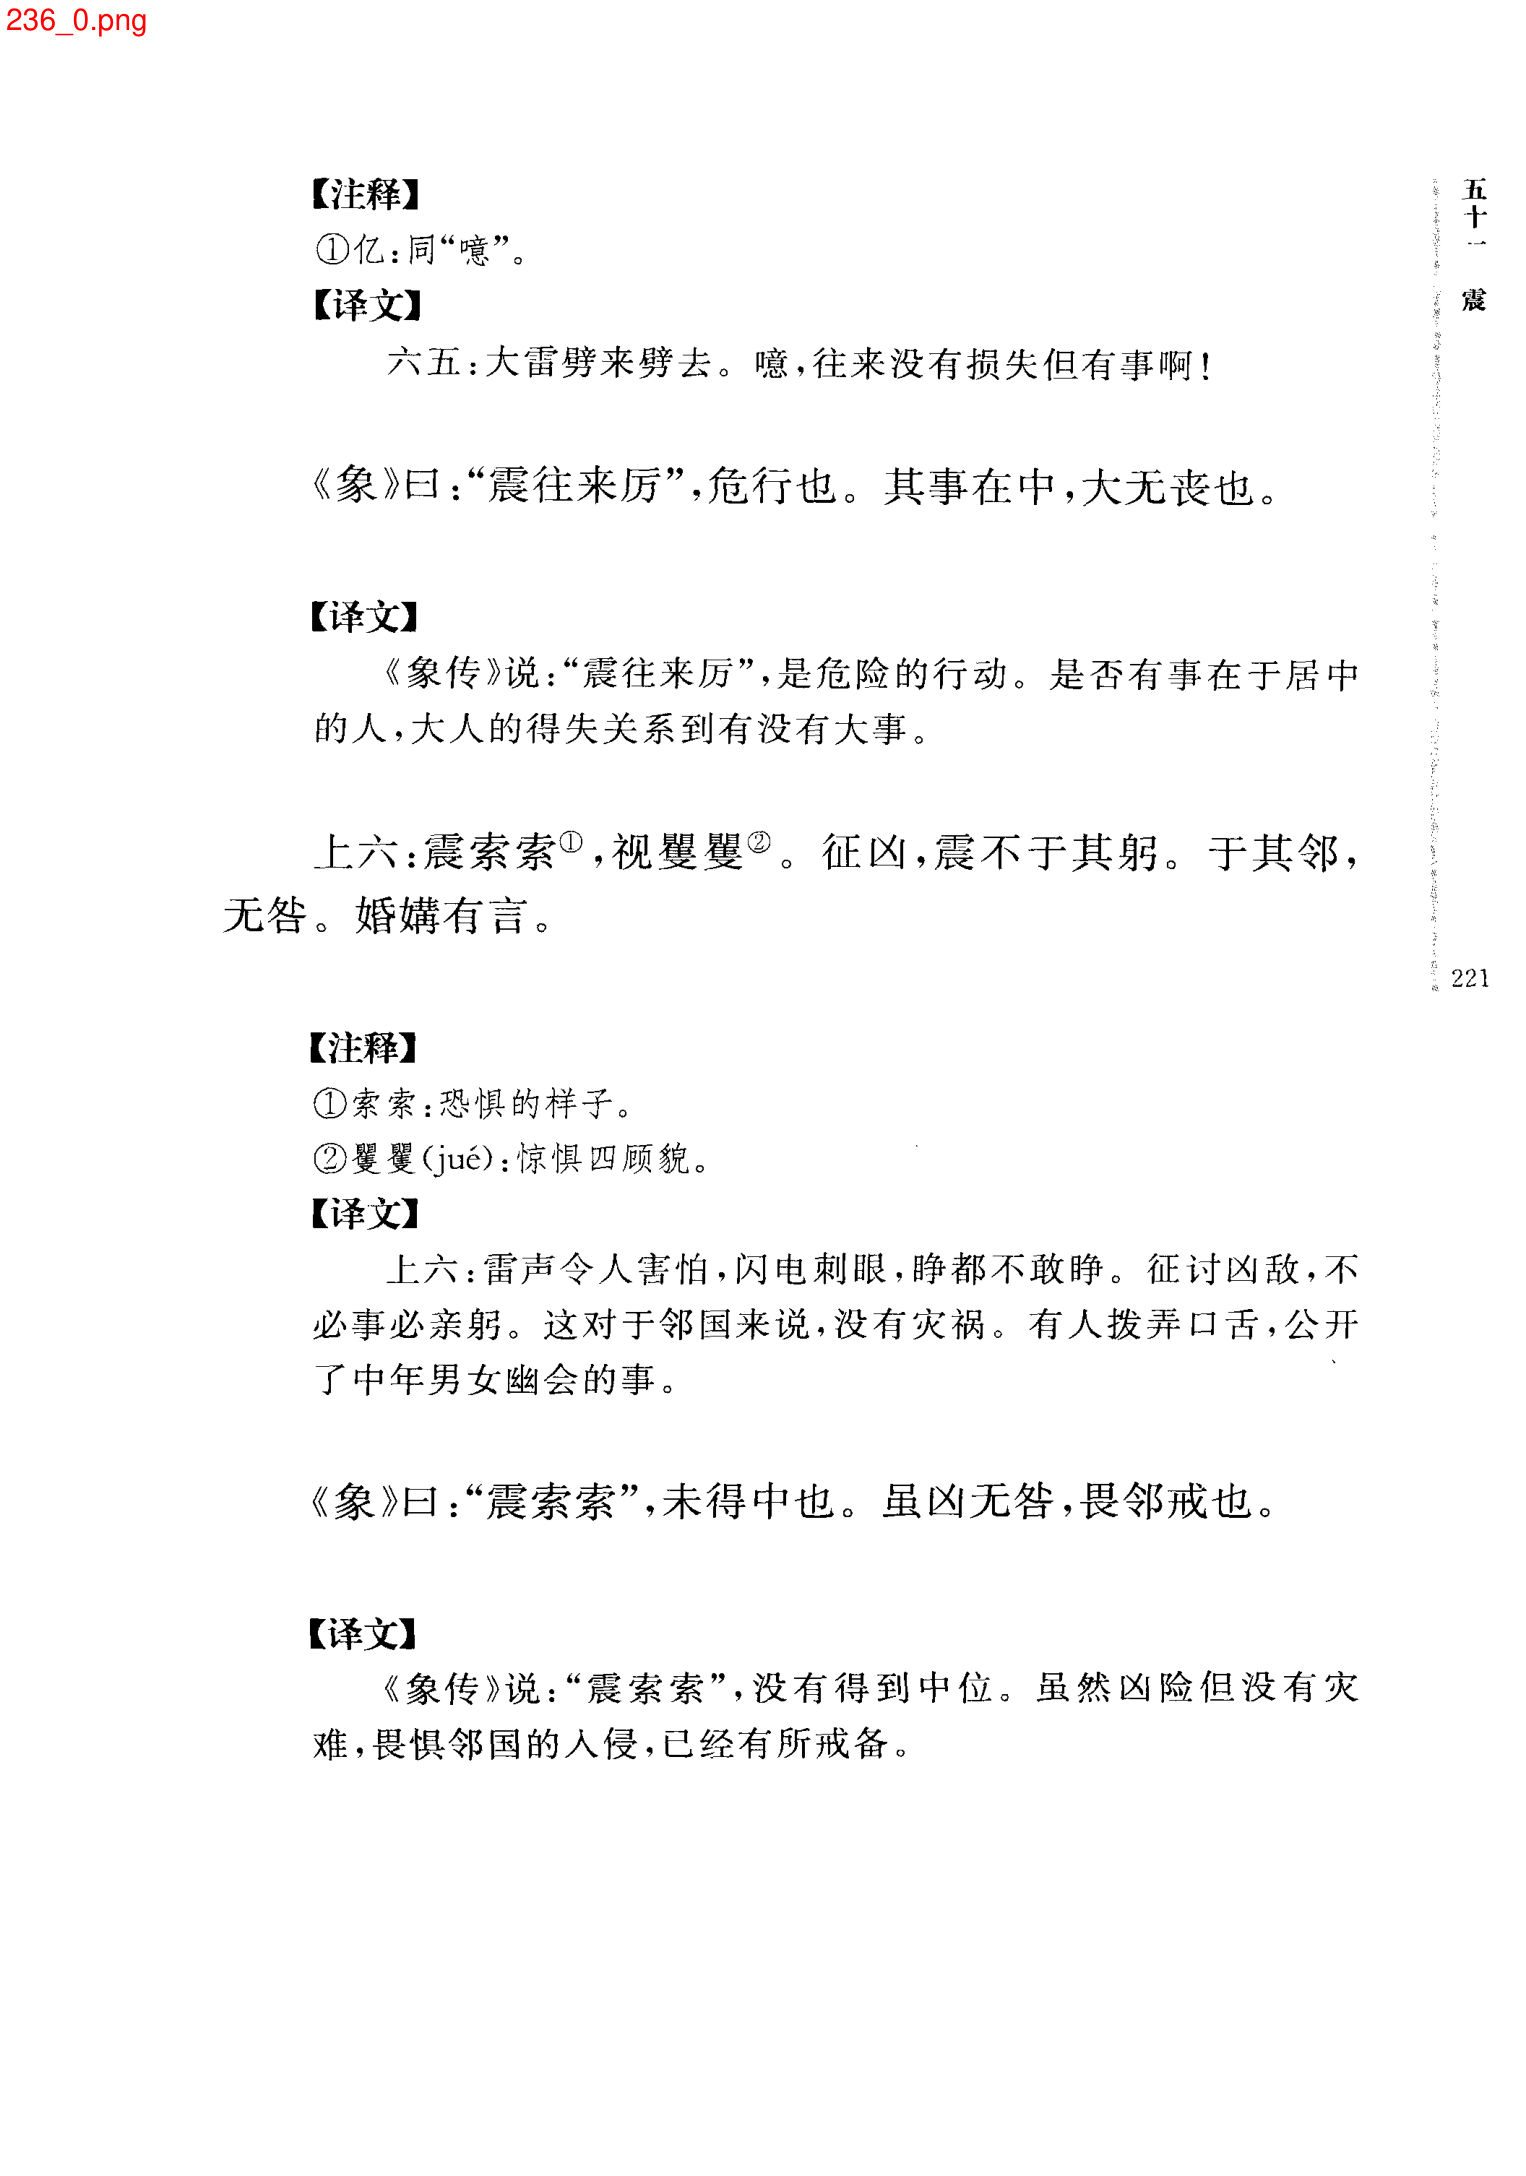 236_0.png
【注释】
①亿:同“噫”。
【译文】
六五:大雷劈来劈去。噫,往来没有损失但有事啊!
《象》曰:“震往来厉”,危行也。其事在中,大无丧也。
【译文】
《象传》说:“震往来厉”,是危险的行动。是否有事在于居中
的人,大人的得失关系到有没有大事。
上六:震索索①,视矍矍②。征凶,震不于其躬。于其邻,
无咎。婚媾有言。
【注释】
①索索:恐惧的样子。
②矍矍(jué):惊惧四顾貌。
【译文】
上六:雷声令人害怕,闪电刺眼,睁都不敢睁。征讨凶敌,不
必事必亲躬。这对于邻国来说,没有灾祸。有人拨弄口舌,公开
了中年男女幽会的事。
《象》曰:“震索索”,未得中也。虽凶无咎,畏邻戒也。
【译文】
《象传》说:“震索索”,没有得到中位。虽然凶险但没有灾
难,畏惧邻国的入侵,已经有所戒备。
五十一 震
221